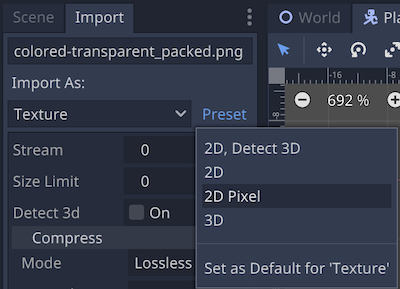 Scene Import World Pla
colored-transparent_packed.png
Import As:
-16 -8
Texture Preset 692 %
-8
Stream 0 2D, Detect 3D
Size Limit 0 2D
2D Pixel
Detect 3d On 3D
Compress
Mode Lossless Set as Default for 'Texture'